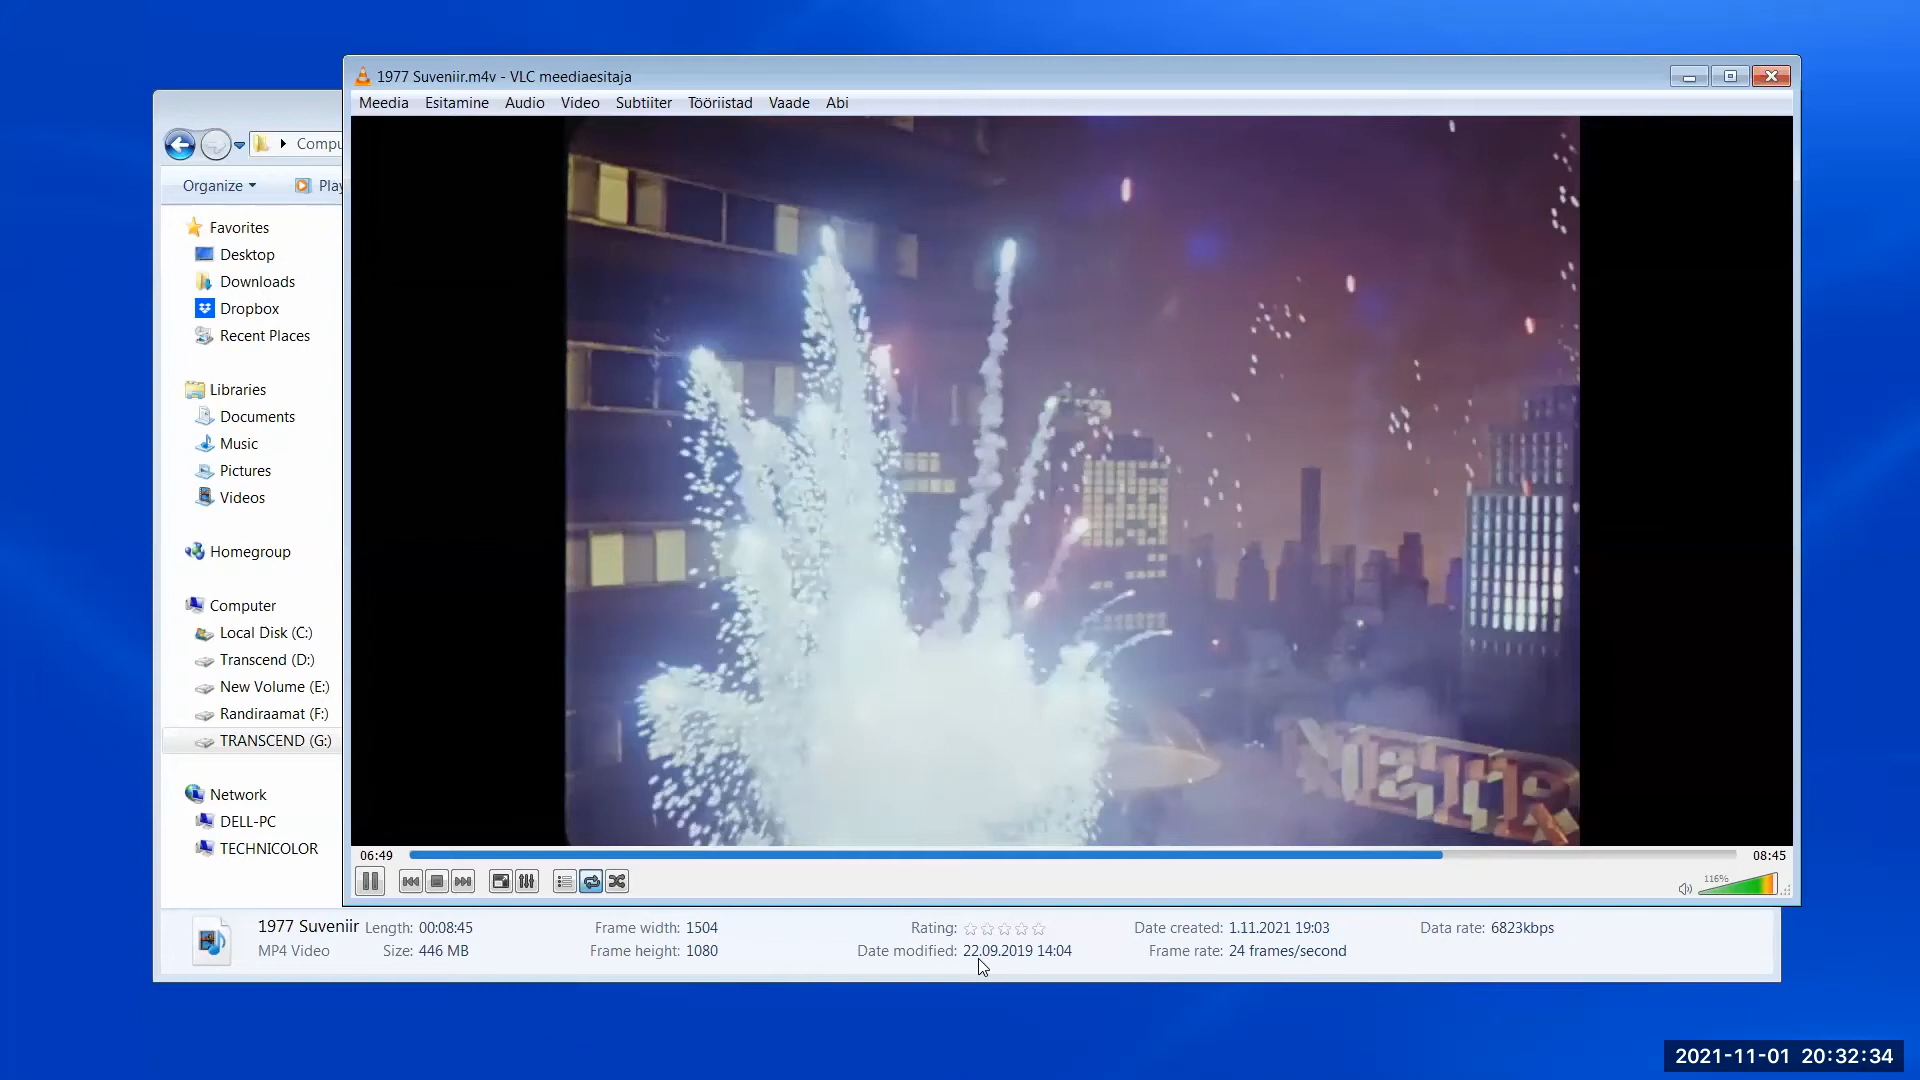 1977 Suveniir.m4v - VLC meediaesitaja
Meedia Esitamine Audio Video Subtiiter Tööriistad Vaade Abi
Organize
Favorites
Desktop
Downloads
Dropbox
Recent Places
Libraries
Documents
Music
Pictures
Videos
Homegroup
Computer
Local Disk (C:)
Transcend (D:)
New Volume (E:)
Randiraamat (F:)
TRANSCEND (G:)
Network
DELL-PC
TECHNICOLOR
06:49 08:45
116%
1977 Suveniir Length: 00:08:45 Frame width: 1504 Rating: Date created: 1.11.2021 19:03 Data rate: 6823kbps
MP4 Video Size: 446 MB Frame height: 1080 Date modified: 22.09.2019 14:04 Frame rate: 24 frames/second
2021-11-01 20:32:34